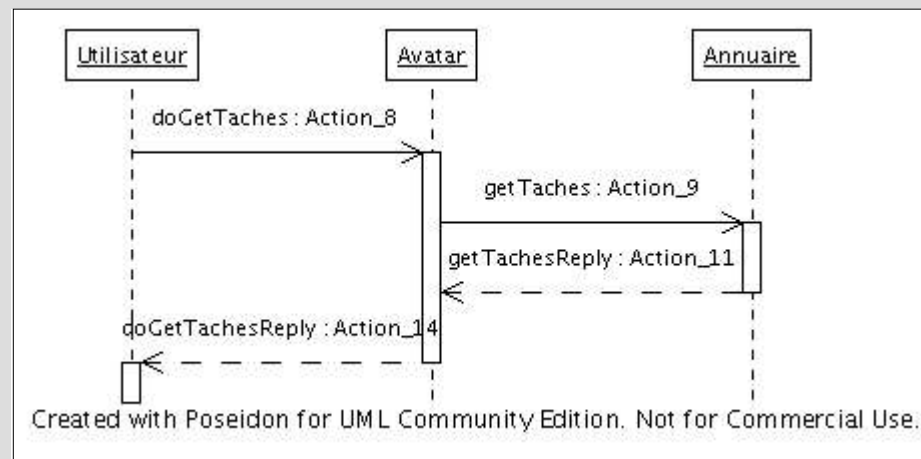 Utilisateur
Avatar
Annuaire
doGetTaches : Action_8
getTaches : Action_9
getTachesReply : Action_11
doGetTachesReply : Action_14
Created with Poseidon for UML Community Edition. Not for Commercial Use.